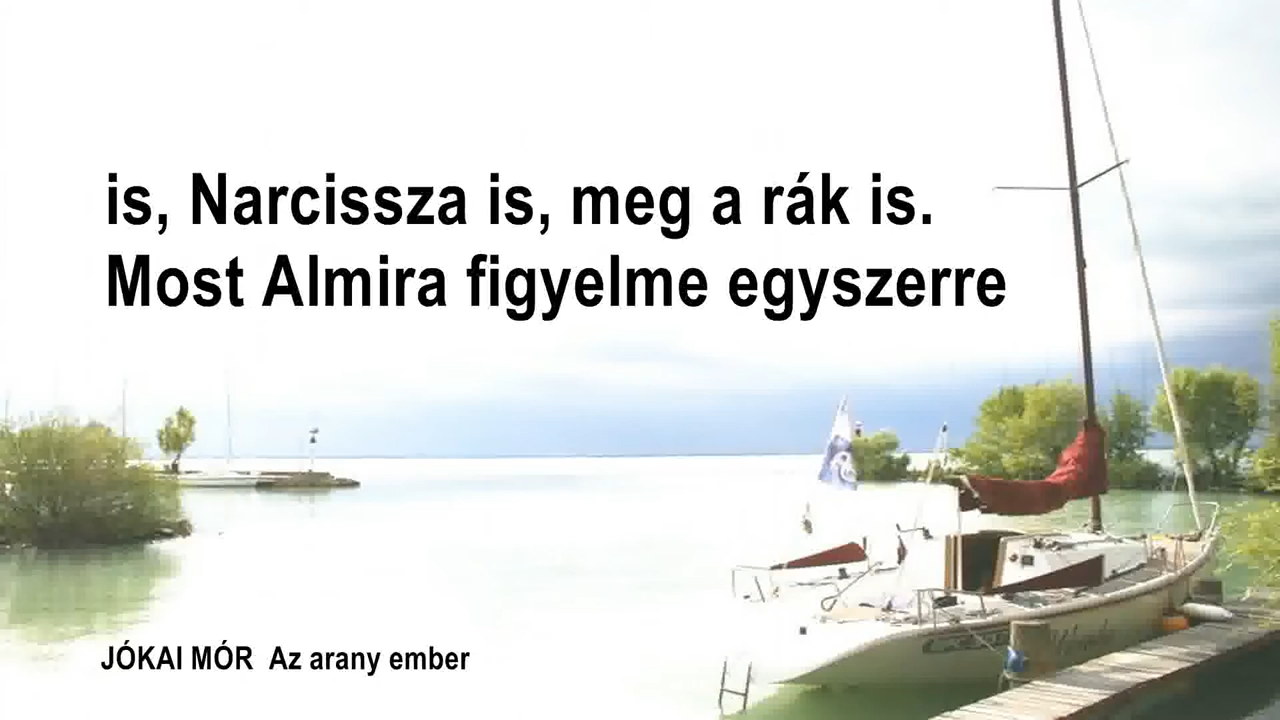 is, Narcissza is, meg a rák is.
Most Almira figyelme egyszerre
JÓKAI MÓR Az arany ember